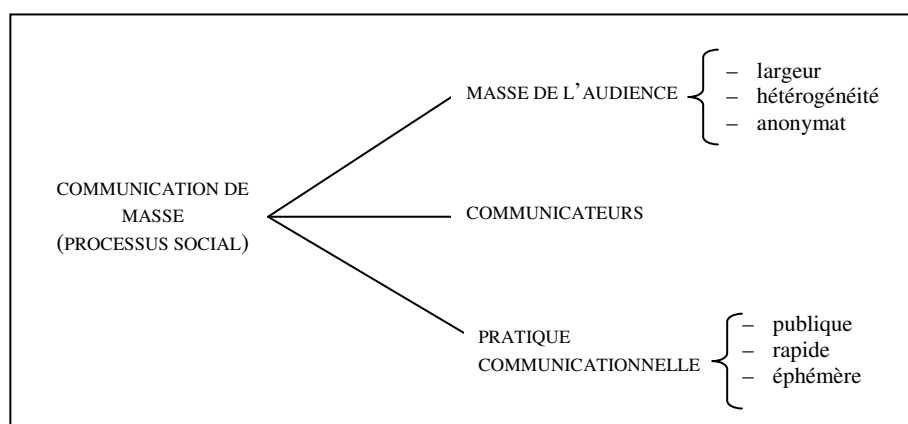 MASSE DE L'AUDIENCE
– largeur
– hétérogénéité
– anonymat
COMMUNICATION DE
MASSE
(PROCESSUS SOCIAL)
COMMUNICATEURS
PRATIQUE
COMMUNICATIONNELLE
– publique
– rapide
– éphémère